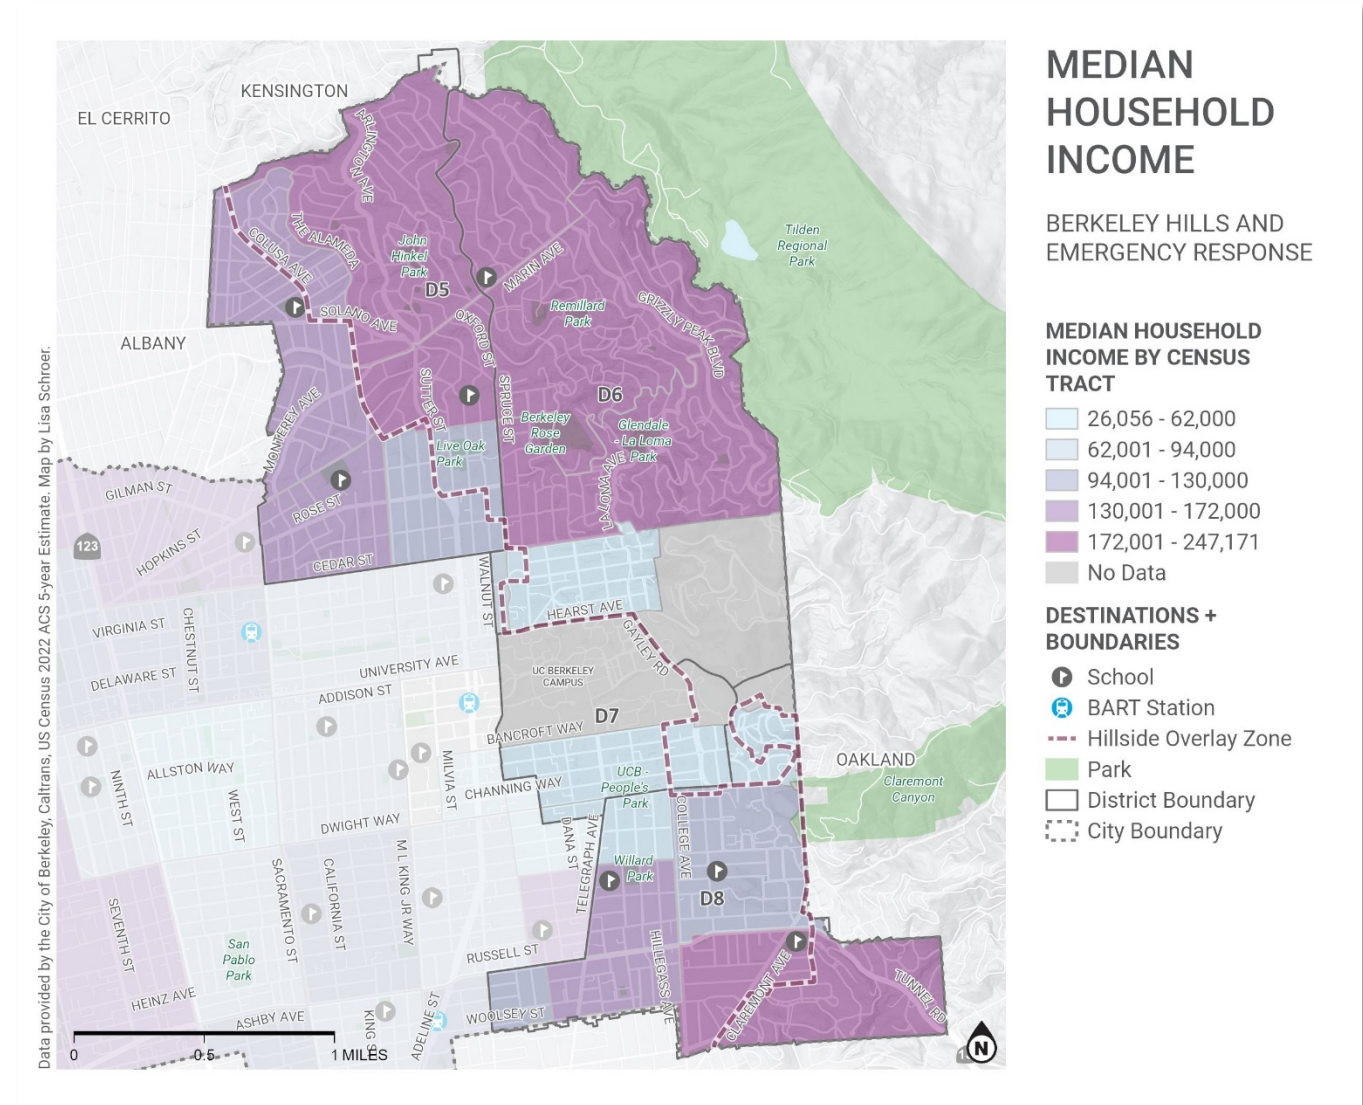 MEDIAN
HOUSEHOLD
INCOME
BERKELEY HILLS AND
EMERGENCY RESPONSE
MEDIAN HOUSEHOLD
INCOME BY CENSUS
TRACT
26,056 - 62,000
62,001 - 94,000
94,001 - 130,000
130,001 - 172,000
172,001 - 247,171
No Data
DESTINATIONS +
BOUNDARIES
School
BART Station
Hillside Overlay Zone
Park
District Boundary
City Boundary
KENSINGTON
EL CERRITO
ARLINGTON AVE
Tilden
Regional
Park
THE ALAMEDA
COLUSA AVE
John
Hinkel
Park
MARIN AVE
D5
SOLANO AVE
OXFORD ST
Remillard
Park
GRIZZLY PEAK BLVD
ALBANY
SUTTER ST
SPRUCE ST
D6
MONTEREY AVE
Berkeley
Rose
Garden
Glendale
- La Loma
Park
Live Oak
Park
LA LOMA AVE
GILMAN ST
ROSE ST
123
HOPKINS ST
CEDAR ST
WALNUT ST
HEARST AVE
VIRGINIA ST
CHESTNUT ST
GAYLEY RD
UNIVERSITY AVE
DELAWARE ST
ADDISON ST
UC BERKELEY
CAMPUS
D7
BANCROFT WAY
OAKLAND
Claremont
Canyon
ALLSTON WAY
NINTH ST
WEST ST
MILVIA ST
CHANNING WAY
UCB -
People's
Park
DWIGHT WAY
DANA ST
TELEGRAPH AVE
COLLEGE AVE
SACRAMENTO ST
CALIFORNIA ST
M L KING JR WAY
Willard
Park
D8
SEVENTH ST
San
Pablo
Park
RUSSELL ST
HILLEGASS AVE
CLAREMONT AVE
TUNNEL RD
HEINZ AVE
ASHBY AVE
KING S
ADELINE ST
WOOLSEY ST
0
0.5
1 MILES
N
Data provided by the City of Berkeley, Caltrans, US Census 2022 ACS 5-year Estimate. Map by Lisa Schroer.